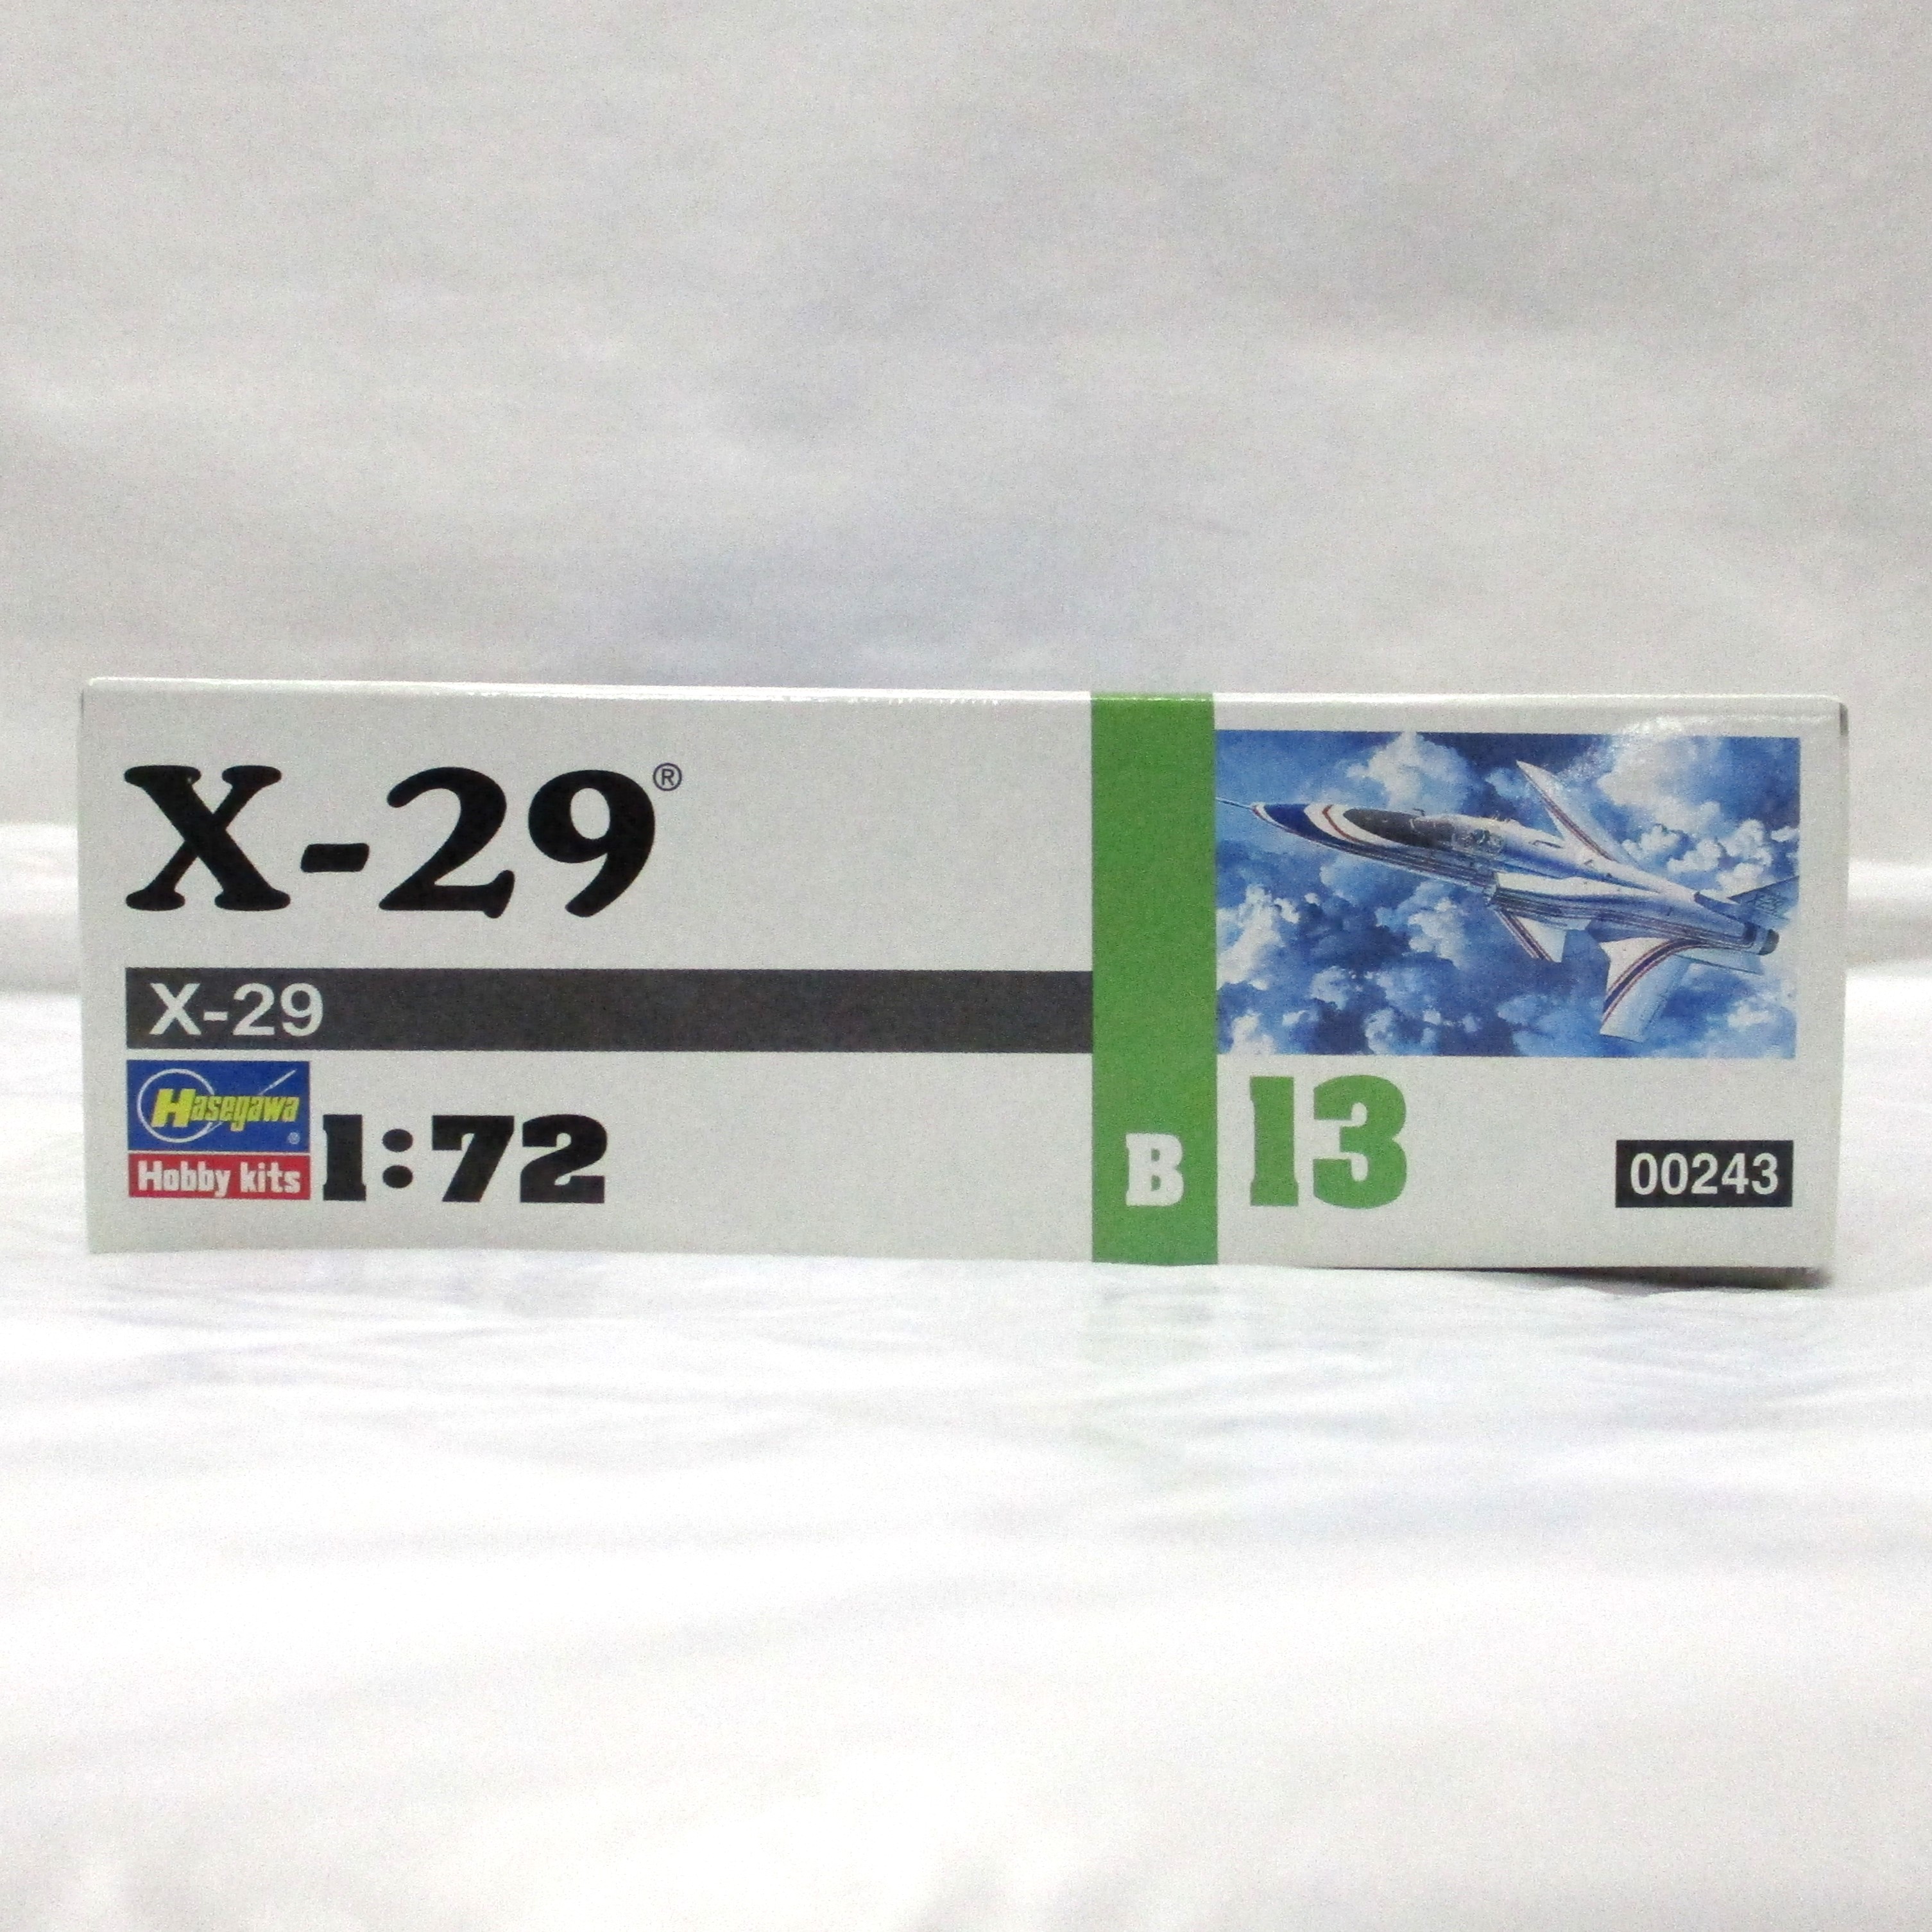 X-29®
X-29
Hasegawa®
Hobby kits
1:72
B 13
00243